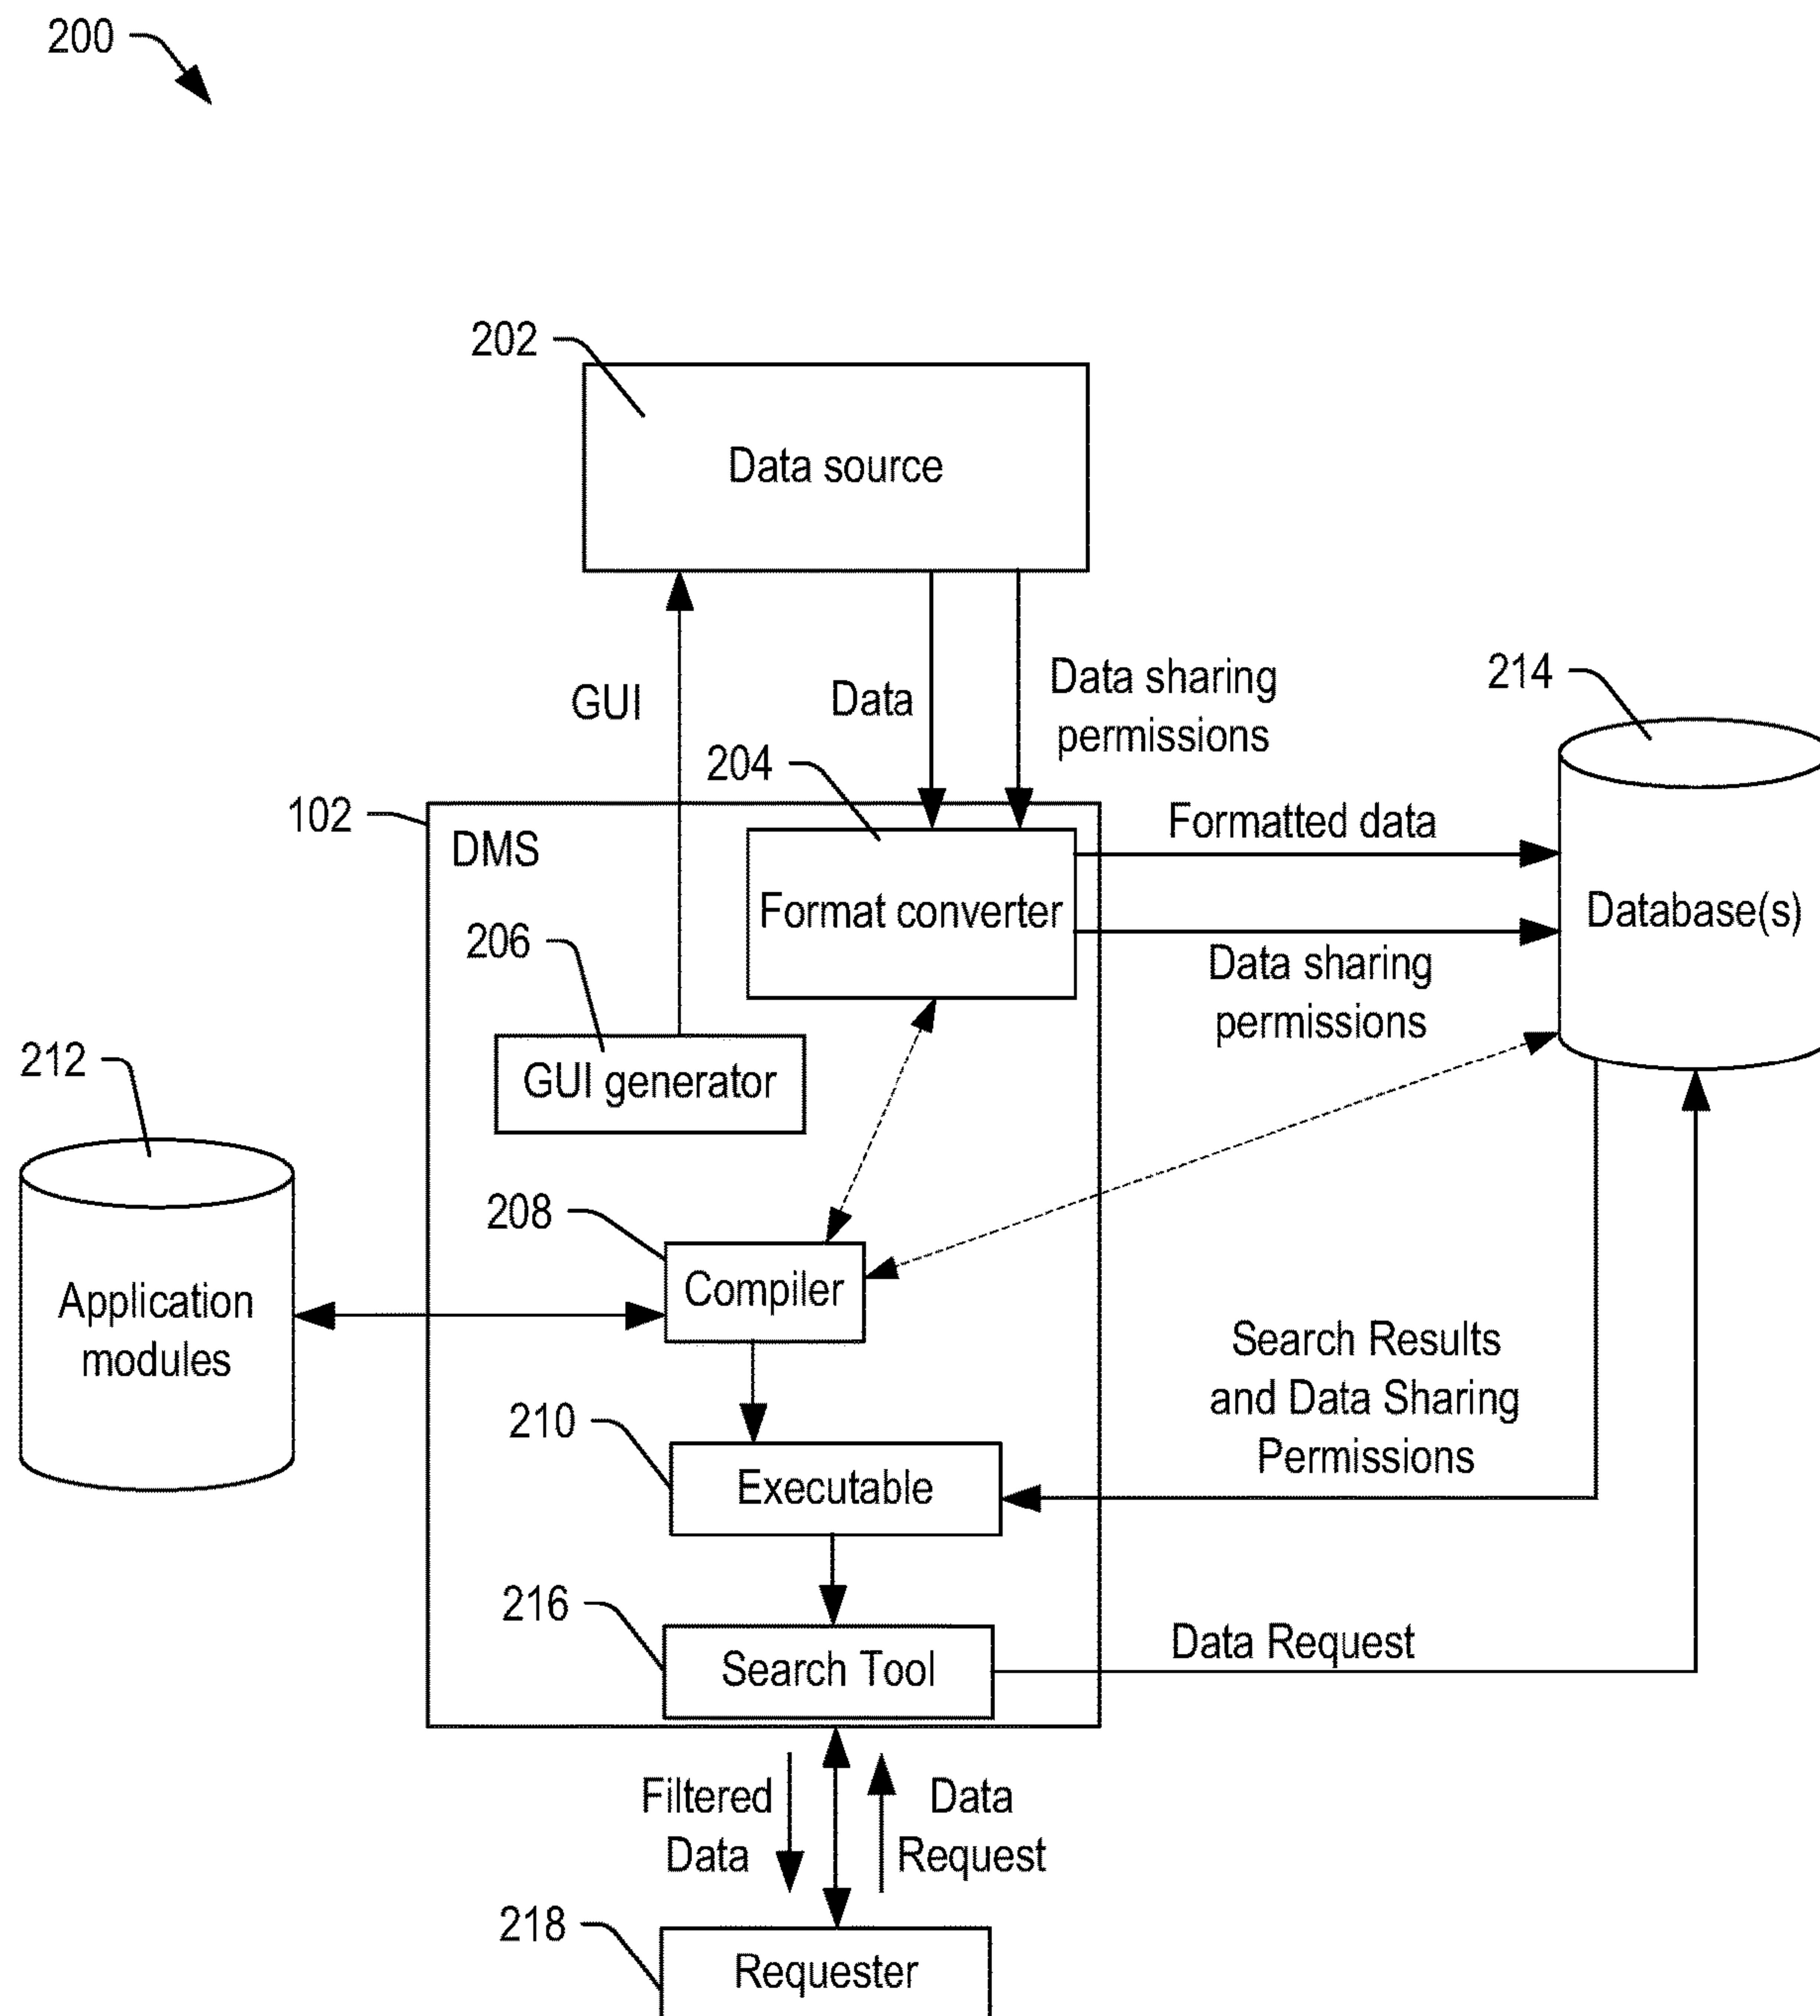 200
202
Data source
GUI
Data
Data sharing
permissions
214
204
102
DMS
Formatted data
Format converter
Database(s)
206
Data sharing
permissions
212
GUI generator
208
Compiler
Application
modules
Search Results
and Data Sharing
Permissions
210
Executable
216
Search Tool
Data Request
Filtered
Data
Data
Request
218
Requester